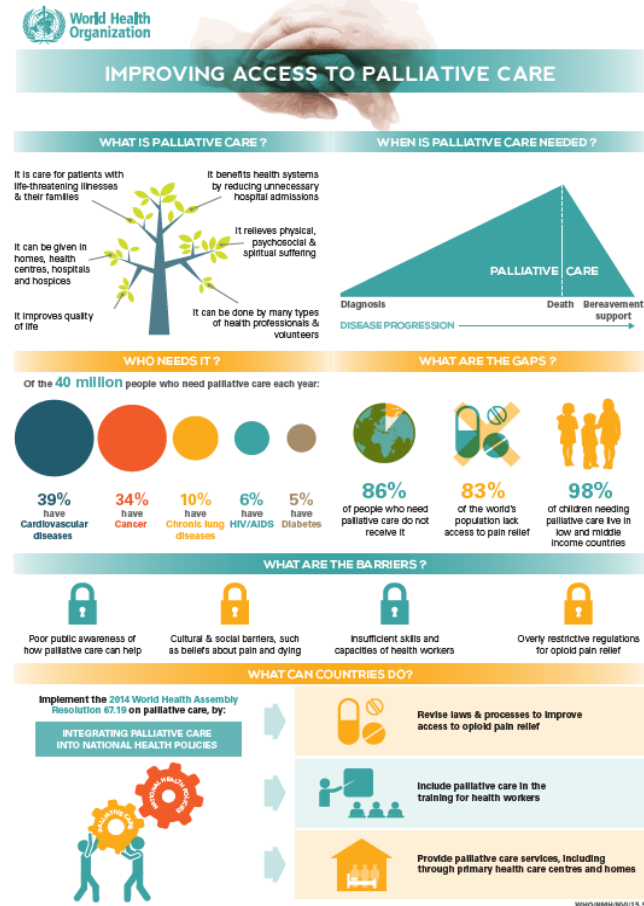 World Health
Organization
IMPROVING ACCESS TO PALLIATIVE CARE
WHAT IS PALLIATIVE CARE ?
It is care for patients with
life-threatening illnesses
& their families
It benefits health systems
by reducing unnecessary
hospital admissions
It can be given in
homes, health
centres, hospitals
and hospices
It relieves physical,
psychosocial &
spiritual suffering
It improves quality
of life
It can be done by many types
of health professionals &
volunteers
WHEN IS PALLIATIVE CARE NEEDED ?
PALLIATIVE CARE
Diagnosis
Death
Bereavement
support
DISEASE PROGRESSION
WHO NEEDS IT ?
Of the 40 million people who need palliative care each year:
39%
have
Cardiovascular
diseases
34%
have
Cancer
10%
have
Chronic lung
diseases
6%
have
HIV/AIDS
5%
have
Diabetes
WHAT ARE THE GAPS ?
86%
of people who need
palliative care do not
receive it
83%
of the world's
population lack
access to pain relief
98%
of children needing
palliative care live in
low and middle
income countries
WHAT ARE THE BARRIERS ?
Poor public awareness of
how palliative care can help
Cultural & social barriers, such
as beliefs about pain and dying
Insufficient skills and
capacities of health workers
Overly restrictive regulations
for opioid pain relief
WHAT CAN COUNTRIES DO?
Implement the 2014 World Health Assembly
Resolution 67.19 on palliative care, by:
INTEGRATING PALLIATIVE CARE
INTO NATIONAL HEALTH POLICIES
NATIONAL HEALTH POLICIES
PALLIATIVE CARE
Revise laws & processes to improve
access to opioid pain relief
Include palliative care in the
training for health workers
Provide palliative care services, including
through primary health care centres and homes